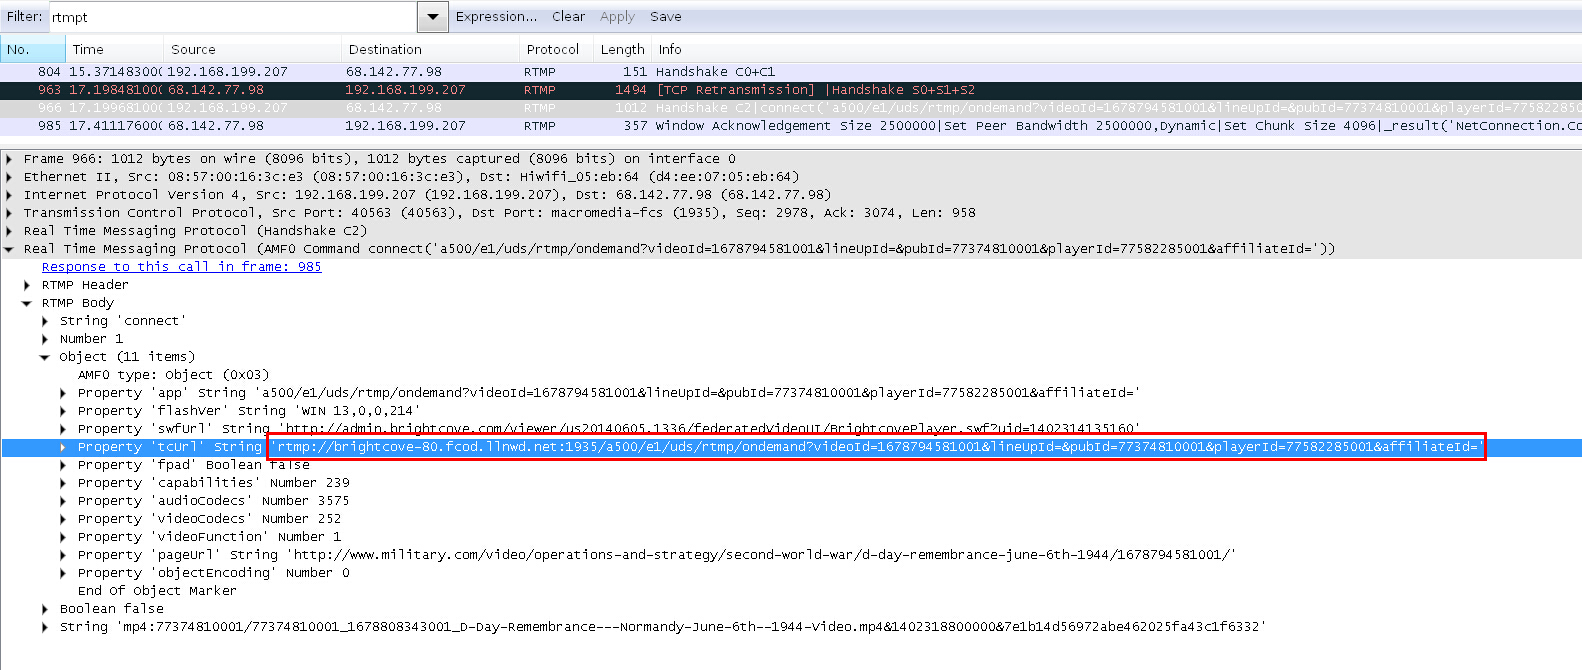 Filter: rtmpt Expression... Clear Apply Save
No. Time Source Destination Protocol Length Info
804 15.371483000 192.168.199.207 68.142.77.98 RTMP 151 Handshake C0+C1
963 17.198481000 68.142.77.98 192.168.199.207 RTMP 1494 [TCP Retransmission] |Handshake S0+S1+S2
966 17.199681000 192.168.199.207 68.142.77.98 RTMP 1012 Handshake C2|connect('a500/e1/uds/rtmp/ondemand?videoId=1678794581001&lineUpId=&pubId=77374810001&playerId=77582285001
985 17.411176000 68.142.77.98 192.168.199.207 RTMP 357 Window Acknowledgement Size 2500000|Set Peer Bandwidth 2500000,Dynamic|Set Chunk Size 4096|_result('NetConnection.Co
Frame 966: 1012 bytes on wire (8096 bits), 1012 bytes captured (8096 bits) on interface 0
Ethernet II, Src: 08:57:00:16:3c:e3 (08:57:00:16:3c:e3), Dst: Hiwifi_05:eb:64 (d4:ee:07:05:eb:64)
Internet Protocol Version 4, Src: 192.168.199.207 (192.168.199.207), Dst: 68.142.77.98 (68.142.77.98)
Transmission Control Protocol, Src Port: 40563 (40563), Dst Port: macromedia-fcs (1935), Seq: 2978, Ack: 3074, Len: 958
Real Time Messaging Protocol (Handshake C2)
Real Time Messaging Protocol (AMF0 Command connect('a500/e1/uds/rtmp/ondemand?videoId=1678794581001&lineUpId=&pubId=77374810001&playerId=77582285001&affiliateId='))
Response to this call in frame: 985
RTMP Header
RTMP Body
String 'connect'
Number 1
Object (11 items)
AMF0 type: Object (0x03)
Property 'app' String 'a500/e1/uds/rtmp/ondemand?videoId=1678794581001&lineUpId=&pubId=77374810001&playerId=77582285001&affiliateId='
Property 'flashVer' String 'WIN 13,0,0,214'
Property 'swfUrl' String 'http://admin.brightcove.com/viewer/us20140605.1336/federatedVideoUI/BrightcovePlayer.swf?uid=1402314135160'
Property 'tcUrl' String 'rtmp://brightcove-80.fcod.llnwd.net:1935/a500/e1/uds/rtmp/ondemand?videoId=1678794581001&lineUpId=&pubId=77374810001&playerId=77582285001&affiliateId='
Property 'fpad' Boolean false
Property 'capabilities' Number 239
Property 'audioCodecs' Number 3575
Property 'videoCodecs' Number 252
Property 'videoFunction' Number 1
Property 'pageUrl' String 'http://www.military.com/video/operations-and-strategy/second-world-war/d-day-remembrance-june-6th-1944/1678794581001/'
Property 'objectEncoding' Number 0
End Of Object Marker
Boolean false
String 'mp4:77374810001/77374810001_1678808343001_D-Day-Remembrance---Normandy-June-6th--1944-Video.mp4&1402318800000&7e1b14d56972abe462025fa43c1f6332'